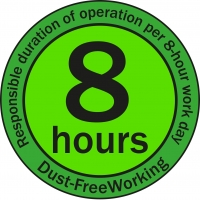 Responsible duration of operation per 8-hour work day
8
hours
Dust-FreeWorking